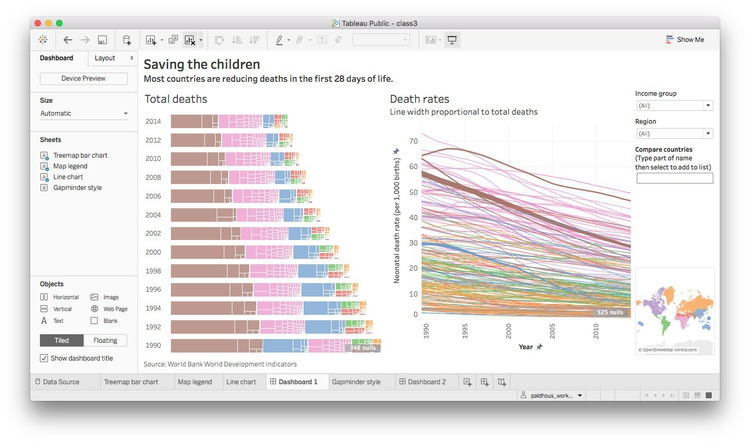 Tableau Public - class3
Show Me
Dashboard
Layout
Device Preview
Size
Automatic
Sheets
Treemap bar chart
Map legend
Line chart
Gapminder style
Objects
Horizontal
Image
Vertical
Web Page
A Text
Blank
Tiled
Floating
Show dashboard title
Saving the children
Most countries are reducing deaths in the first 28 days of life.
Total deaths
2014
2012
2010
2008
2006
2004
2002
2000
1998
1996
1994
1992
1990
348 nulls
Source: World Bank World Development Indicators
Death rates
Line width proportional to total deaths
Neonatal death rate (per 1,000 births)
70
60
50
40
30
20
10
0
525 nulls
1990
1995
2000
2005
2010
Year
Income group
(All)
Region
(All)
Compare countries
(Type part of name
then select to add to list)
© OpenStreetMap contributors
Data Source
Treemap bar chart
Map legend
Line chart
Dashboard 1
Gapminder style
Dashboard 2
paldhous_work...